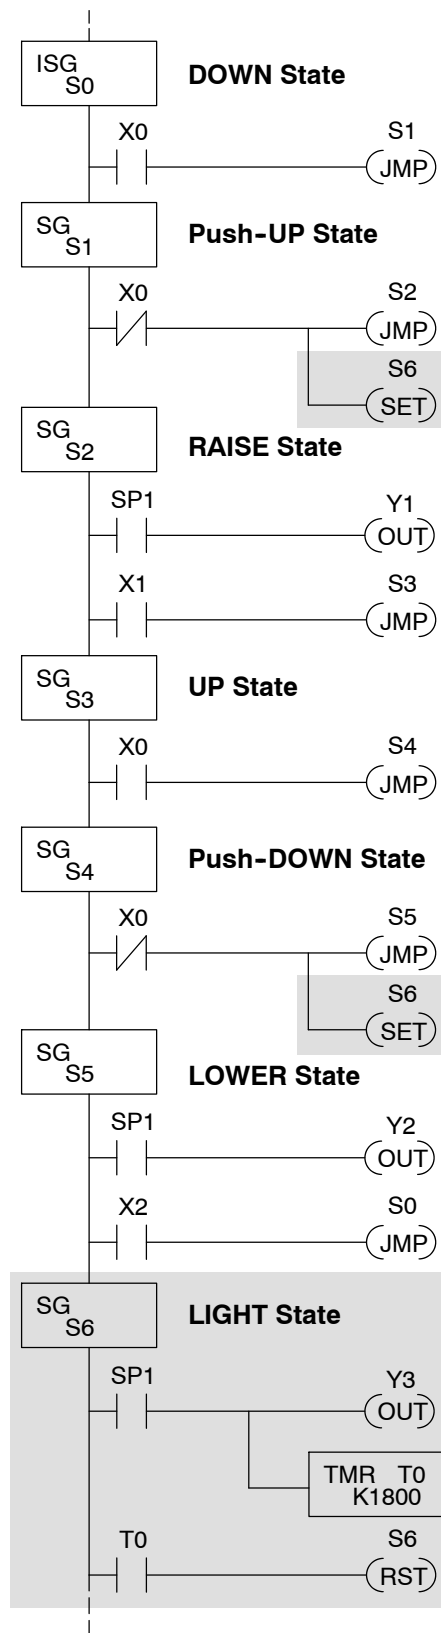 ISG
S0
DOWN State
X0
S1
JMP
SG
S1
Push-UP State
X0
S2
JMP
S6
SET
SG
S2
RAISE State
SP1
Y1
OUT
X1
S3
JMP
SG
S3
UP State
X0
S4
JMP
SG
S4
Push-DOWN State
X0
S5
JMP
S6
SET
SG
S5
LOWER State
SP1
Y2
OUT
X2
S0
JMP
SG
S6
LIGHT State
SP1
Y3
OUT
TMR T0
K1800
T0
S6
RST